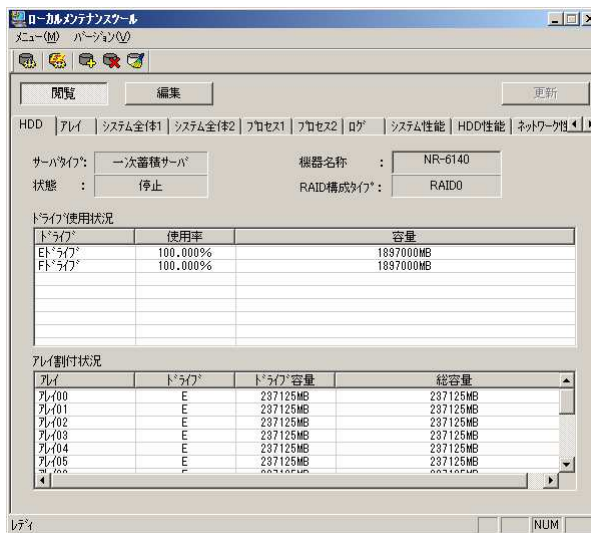 ローカルメンテナンスツール
メニュー(M) バージョン(V)
閲覧 編集 更新
HDD アレイ システム全体1 システム全体2 プロセス1 プロセス2 ログ システム性能 HDD性能 ネットワーク性
サーバタイプ: 一次蓄積サーバ 機器名称 : NR-6140
状態 : 停止 RAID構成タイプ: RAID0
ドライブ使用状況
ドライブ 使用率 容量
Eドライブ 100.000% 1897000MB
Fドライブ 100.000% 1897000MB
アレイ割付状況
アレイ ドライブ ドライブ容量 総容量
アレイ00 E 237125MB 237125MB
アレイ01 E 237125MB 237125MB
アレイ02 E 237125MB 237125MB
アレイ03 E 237125MB 237125MB
アレイ04 E 237125MB 237125MB
アレイ05 E 237125MB 237125MB
レディ NUM